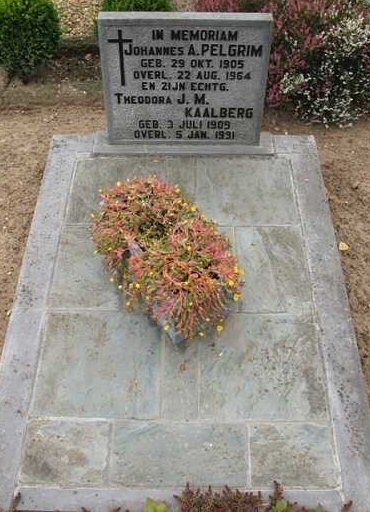 IN MEMORIAM
JOHANNES A. PELGRIM
GEB. 29 OKT. 1905
OVERL. 22 AUG. 1964
EN ZIJN ECHTG.
THEODORA J. M.
KAALBERG
GEB. 3 JULI 1909
OVERL. 5 JAN. 1991